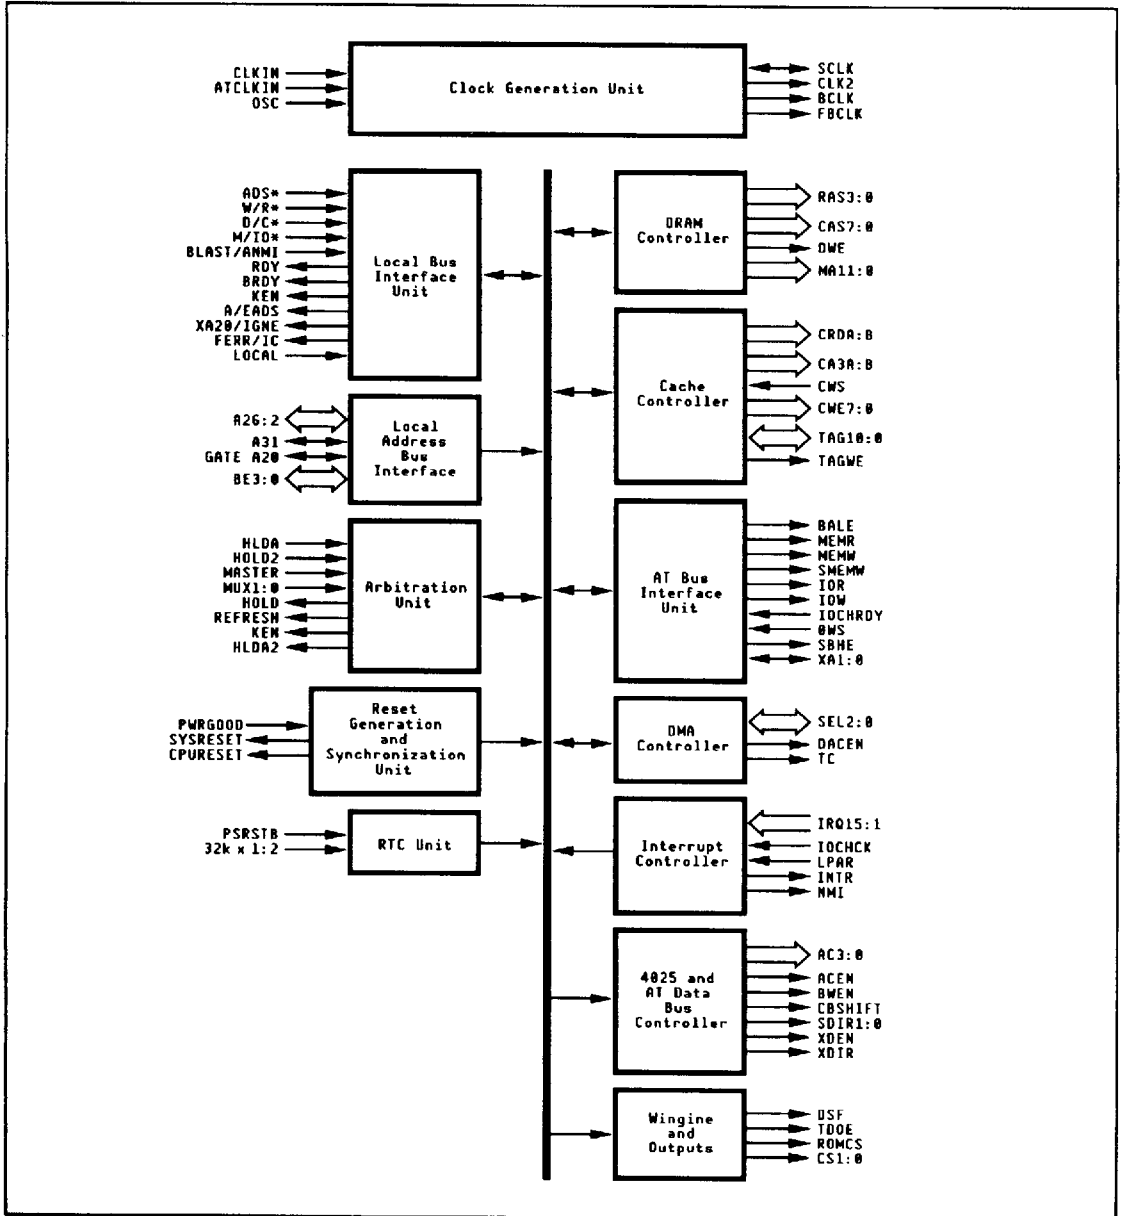 CLKIN
ATCLKIN
OSC
Clock Generation Unit
SCLK
CLK2
BCLK
FBCLK
ADS*
W/R*
D/C*
M/IO*
BLAST/ANMI
RDY
BRDY
KEN
A/EADS
XA20/IGNE
FERR/IC
LOCAL
Local Bus
Interface
Unit
A26:2
A31
GATE A20
BE3:0
Local
Address
Bus
Interface
HLDA
HOLD2
MASTER
MUX1:0
HOLD
REFRESH
KEN
HLDA2
Arbitration
Unit
PWRGOOD
SYSRESET
CPURESET
Reset
Generation
and
Synchronization
Unit
PSRSTB
32k x 1:2
RTC Unit
DRAM
Controller
RAS3:0
CAS7:0
DWE
MA11:0
Cache
Controller
CRDA:B
CA3A:B
CWS
CWE7:0
TAG10:0
TAGWE
AT Bus
Interface
Unit
BALE
MEMR
MEMW
SMEMW
IOR
IOW
IOCHRDY
0WS
SBHE
XA1:0
DMA
Controller
SEL2:0
DACEN
TC
Interrupt
Controller
IRQ15:1
IOCHCK
LPAR
INTR
NMI
4025 and
AT Data
Bus
Controller
AC3:0
ACEN
BWEN
CBSHIFT
SDIR1:0
XDEN
XDIR
Wingine
and
Outputs
DSF
TDOE
ROMCS
CS1:0